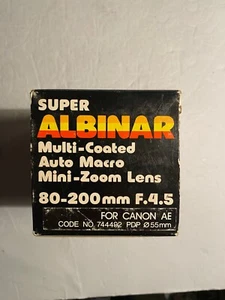 SUPER
ALBINAR
Multi-Coated
Auto Macro
Mini-Zoom Lens
80-200mm F.4.5
FOR CANON AE
CODE NO 744492 PDP Ø55mm